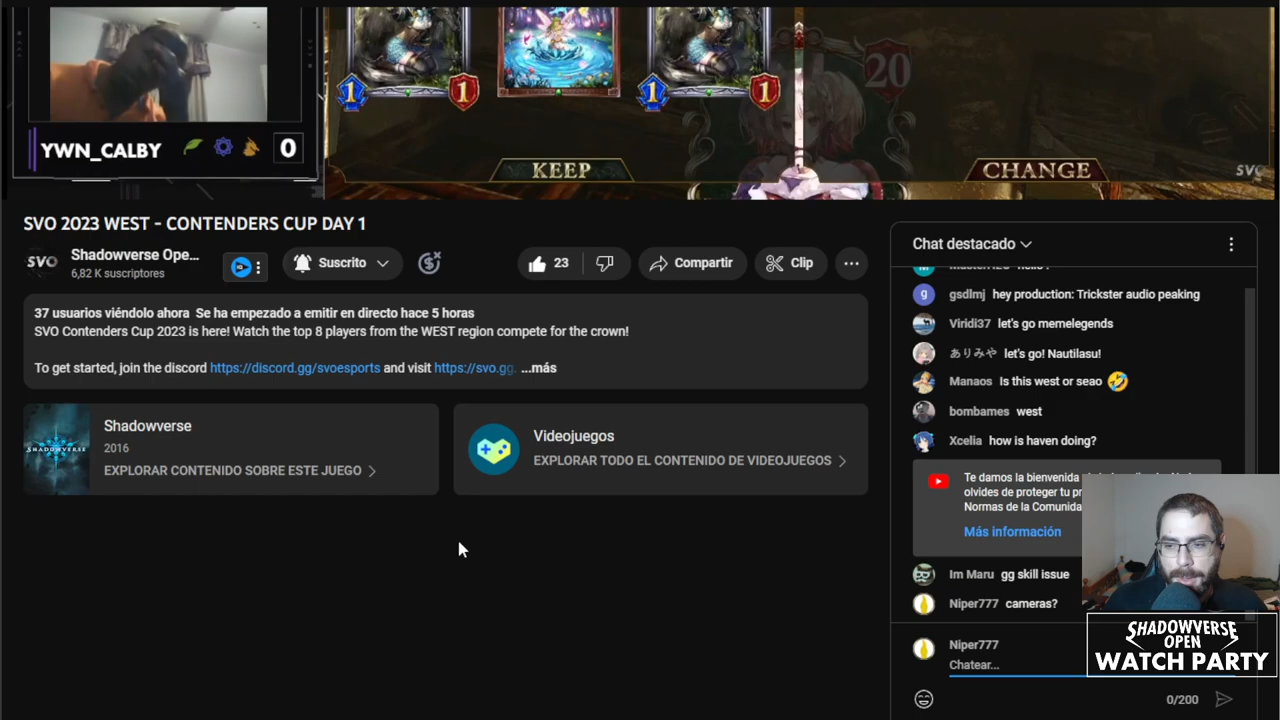 1
1
1
1
20
KEEP
CHANGE
SVO
YWN_CALBY
0
SVO 2023 WEST - CONTENDERS CUP DAY 1
SVO
Shadowverse Ope...
6,82 K suscriptores
Suscrito
23
Compartir
Clip
37 usuarios viéndolo ahora Se ha empezado a emitir en directo hace 5 horas
SVO Contenders Cup 2023 is here! Watch the top 8 players from the WEST region compete for the crown!
To get started, join the discord https://discord.gg/svoesports and visit https://svo.gg. ...más
SHADOWVERSE
Shadowverse
2016
EXPLORAR CONTENIDO SOBRE ESTE JUEGO
Videojuegos
EXPLORAR TODO EL CONTENIDO DE VIDEOJUEGOS
Chat destacado
g gsdlmj hey production: Trickster audio peaking
Viridi37 let's go memelegends
ありみや let's go! Nautilasu!
Manaos Is this west or seao 🤣
bombames west
Xcelia how is haven doing?
Te damos la bienvenida
olvides de proteger tu pr
Normas de la Comunida
Más información
Im Maru gg skill issue
Niper777 cameras?
Niper777
Chatear...
0/200
SHADOWVERSE
OPEN
WATCH PARTY